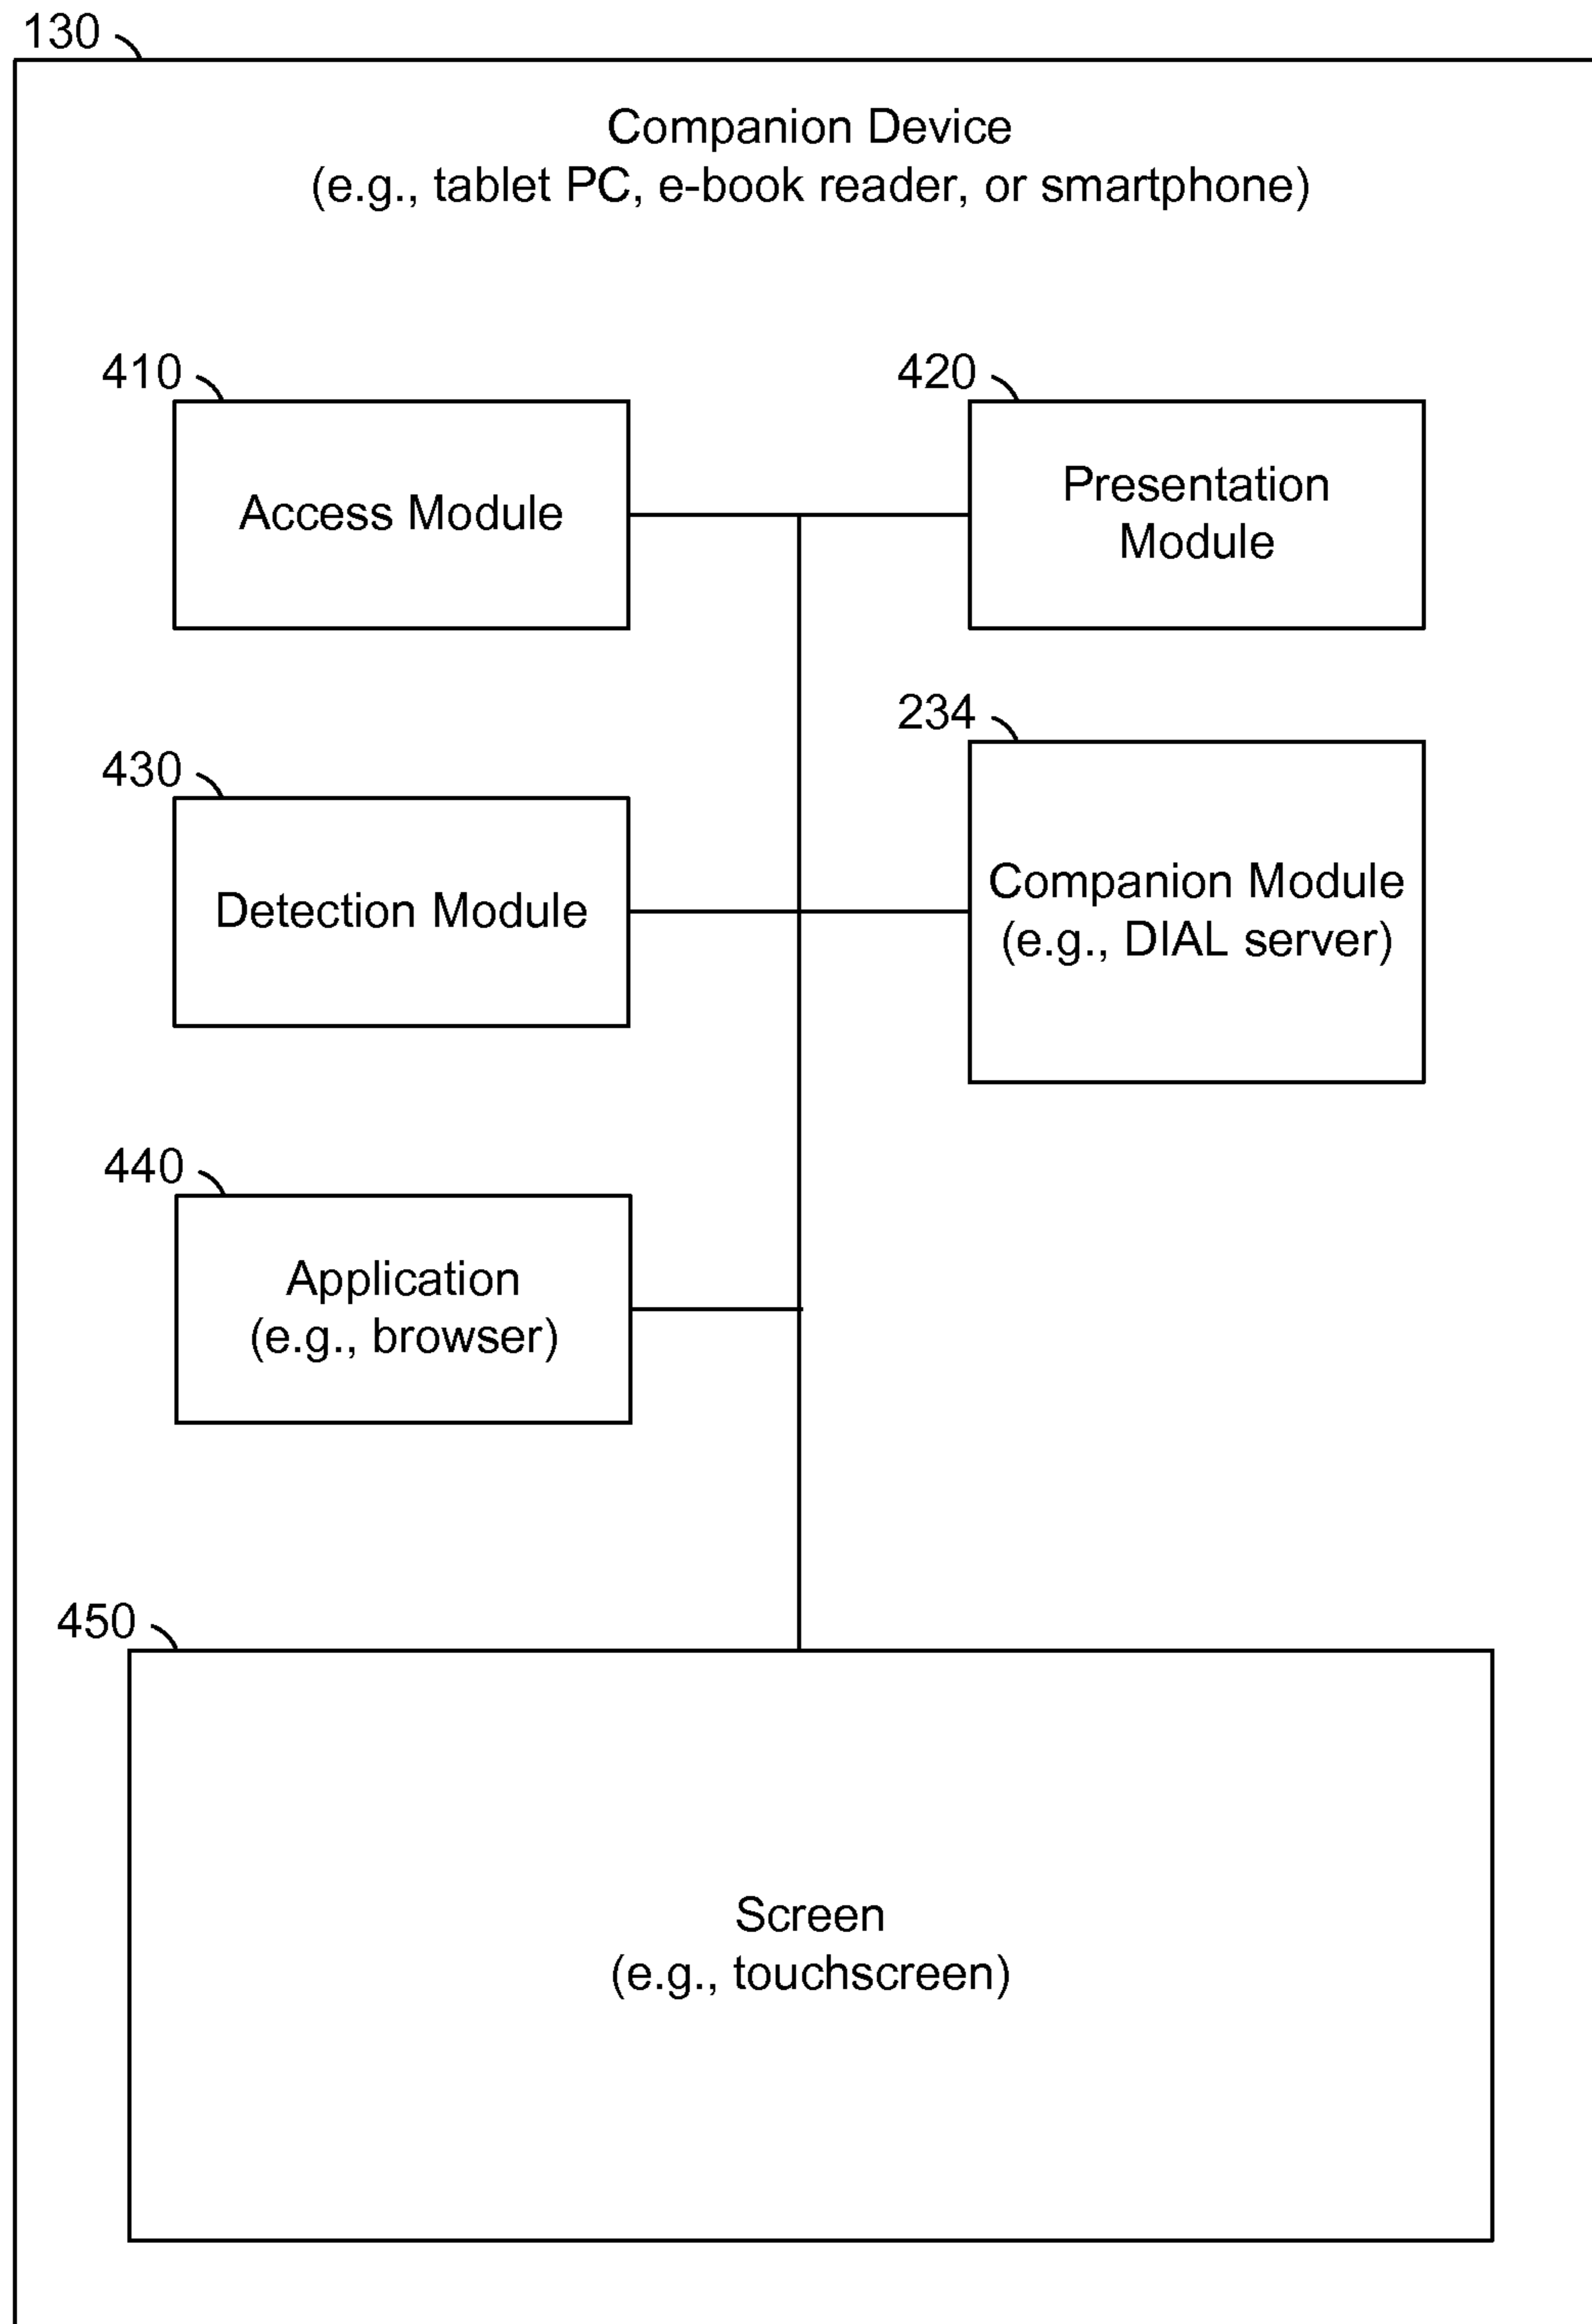 130
Companion Device
(e.g., tablet PC, e-book reader, or smartphone)
410
Access Module
420
Presentation
Module
430
Detection Module
234
Companion Module
(e.g., DIAL server)
440
Application
(e.g., browser)
450
Screen
(e.g., touchscreen)